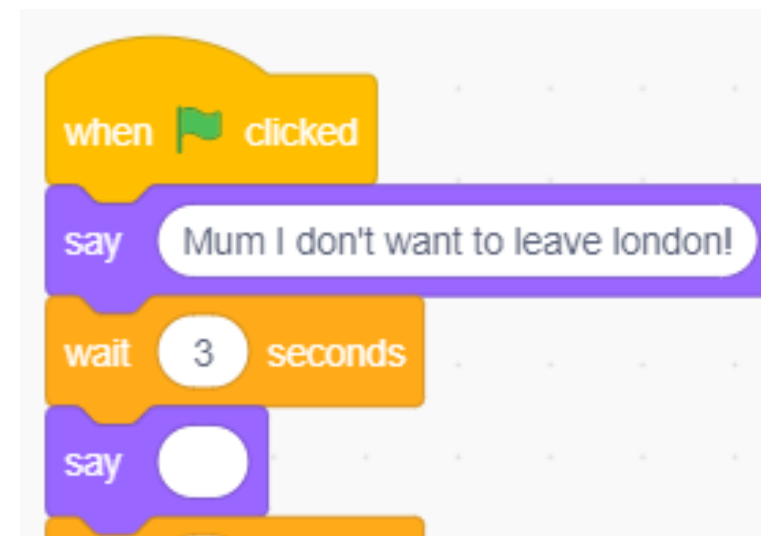 when clicked
say Mum I don't want to leave london!
wait 3 seconds
say